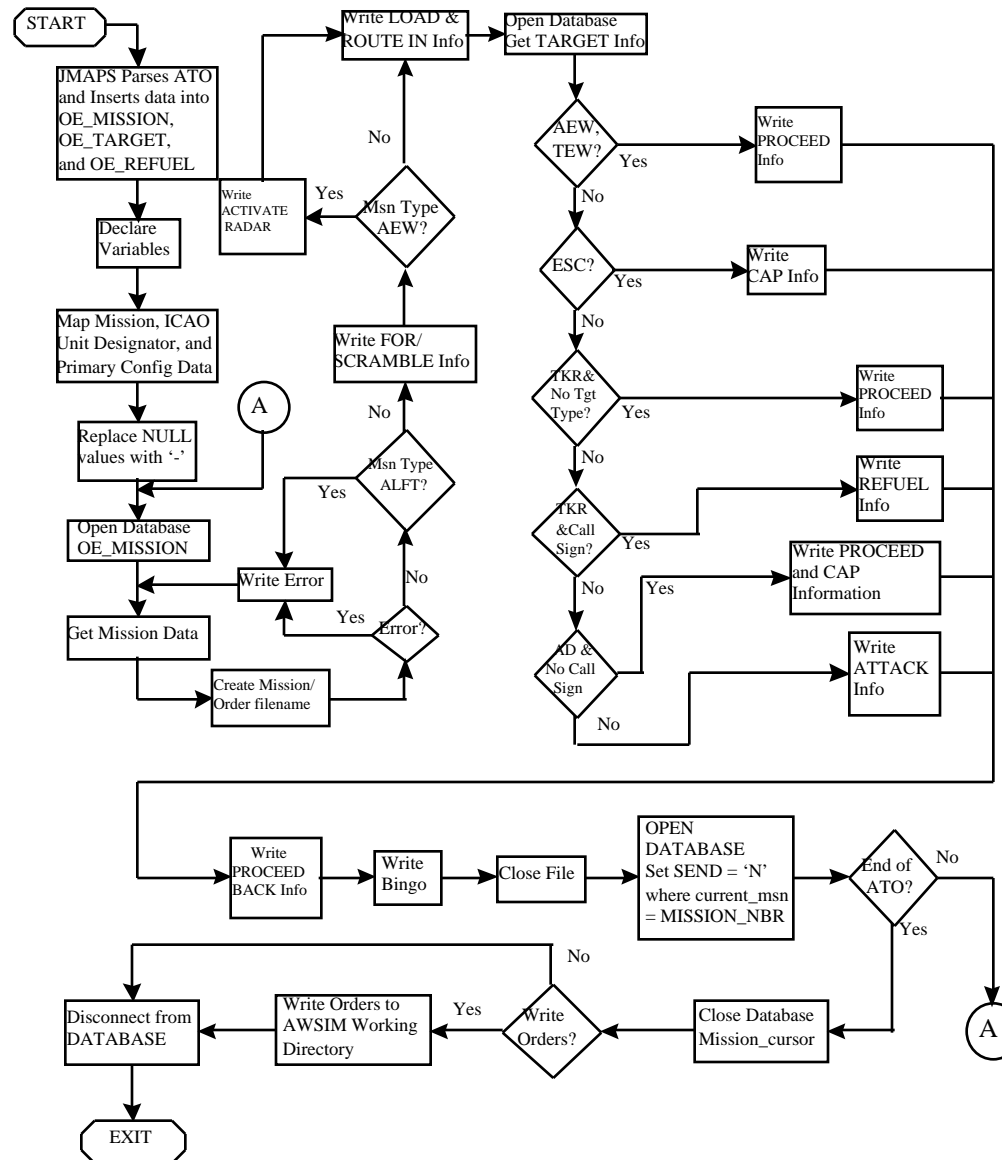 START
JMAPS Parses ATO
and Inserts data into
OE_MISSION,
OE_TARGET,
and OE_REFUEL
Declare
Variables
Map Mission, ICAO
Unit Designator, and
Primary Config Data
Replace NULL
values with ‘-’
A
Open Database
OE_MISSION
Get Mission Data
Create Mission/
Order filename
Error?
Yes
No
Write Error
Msn Type
ALFT?
Yes
No
Write FOR/
SCRAMBLE Info
Msn Type
AEW?
Yes
No
Write
ACTIVATE
RADAR
Write LOAD &
ROUTE IN Info
Open Database
Get TARGET Info
AEW,
TEW?
Yes
No
Write
PROCEED
Info
ESC?
Yes
No
Write
CAP Info
TKR&
No Tgt
Type?
Yes
No
Write
PROCEED
Info
TKR
&Call
Sign?
Yes
No
Write
REFUEL
Info
AD &
No Call
Sign
Yes
No
Write PROCEED
and CAP
Information
Write
ATTACK
Info
Write
PROCEED
BACK Info
Write
Bingo
Close File
OPEN
DATABASE
Set SEND = ‘N’
where current_msn
= MISSION_NBR
End of
ATO?
No
Yes
A
Close Database
Mission_cursor
Write
Orders?
No
Yes
Write Orders to
AWSIM Working
Directory
Disconnect from
DATABASE
EXIT